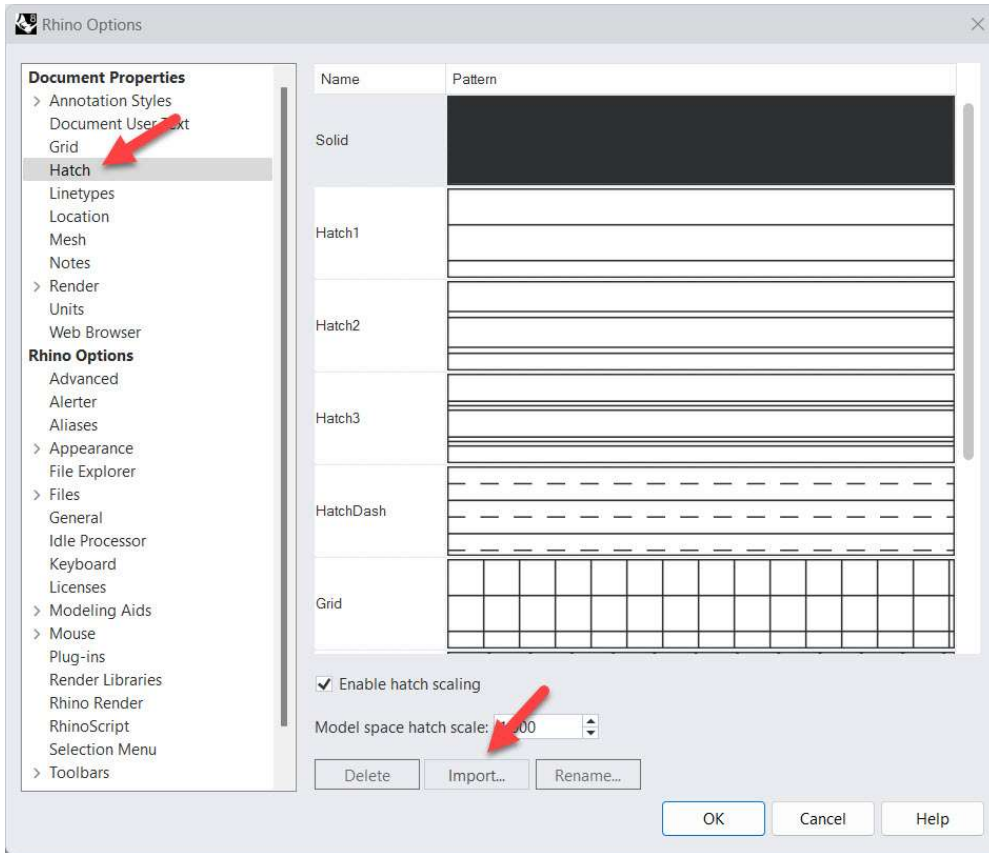 Rhino Options
Document Properties
Annotation Styles
Document User Text
Grid
Hatch
Linetypes
Location
Mesh
Notes
Render
Units
Web Browser
Rhino Options
Advanced
Alerter
Aliases
Appearance
File Explorer
Files
General
Idle Processor
Keyboard
Licenses
Modeling Aids
Mouse
Plug-ins
Render Libraries
Rhino Render
RhinoScript
Selection Menu
Toolbars
Name Pattern
Solid
Hatch1
Hatch2
Hatch3
HatchDash
Grid
Enable hatch scaling
Model space hatch scale:
Delete Import... Rename...
OK Cancel Help